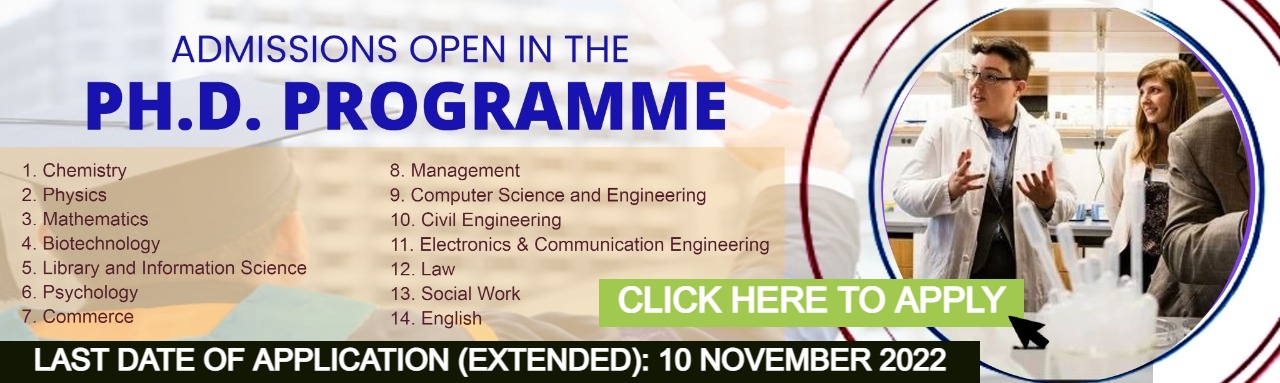 ADMISSIONS OPEN IN THE
PH.D. PROGRAMME
1. Chemistry
2. Physics
3. Mathematics
4. Biotechnology
5. Library and Information Science
6. Psychology
7. Commerce
8. Management
9. Computer Science and Engineering
10. Civil Engineering
11. Electronics & Communication Engineering
12. Law
13. Social Work
14. English
CLICK HERE TO APPLY
LAST DATE OF APPLICATION (EXTENDED): 10 NOVEMBER 2022